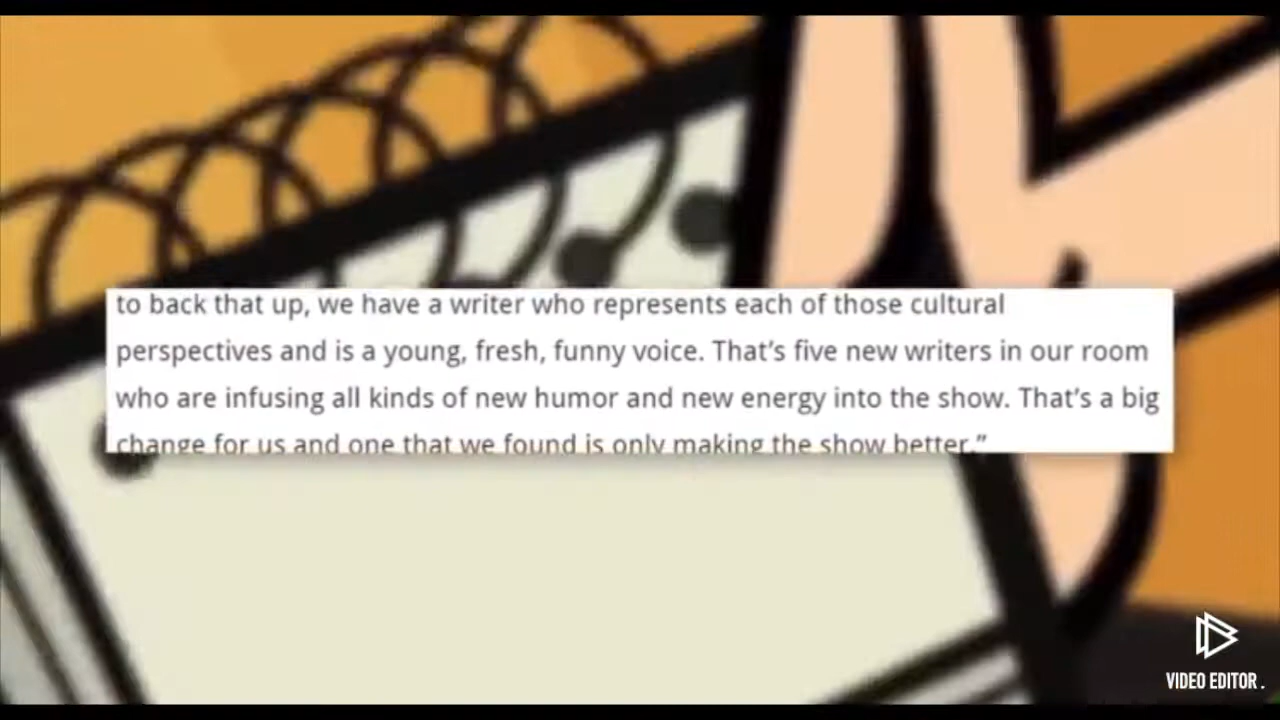 to back that up, we have a writer who represents each of those cultural
perspectives and is a young, fresh, funny voice. That’s five new writers in our room
who are infusing all kinds of new humor and new energy into the show. That’s a big
change for us and one that we found is only making the show better.”
VIDEO EDITOR .